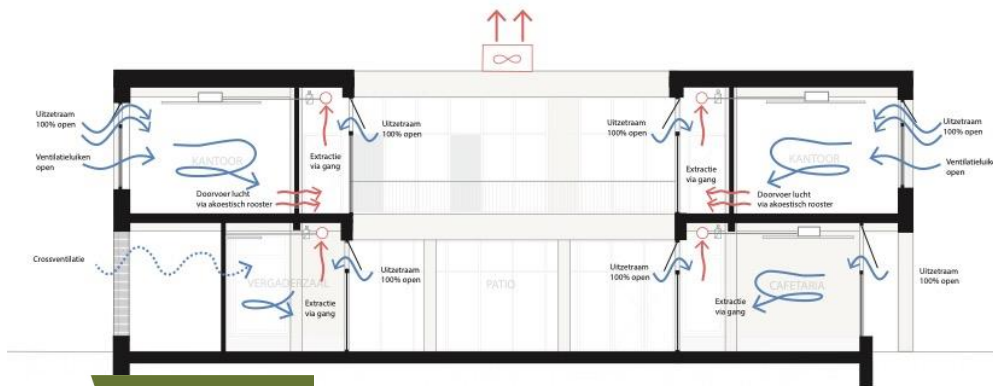 Uitzetraam
100% open
Ventilatieluiken
open
KANTOOR
Extractie
via gang
Uitzetraam
100% open
Doorvoer lucht
via akoestisch rooster
Uitzetraam
100% open
Extractie
via gang
KANTOOR
Doorvoer lucht
via akoestisch rooster
Uitzetraam
100% open
Ventilatieluiken
open
Crossventilatie
VERGADERZAAL
Extractie
via gang
Uitzetraam
100% open
PATIO
Uitzetraam
100% open
Extractie
via gang
CAFETARIA
Uitzetraam
100% open